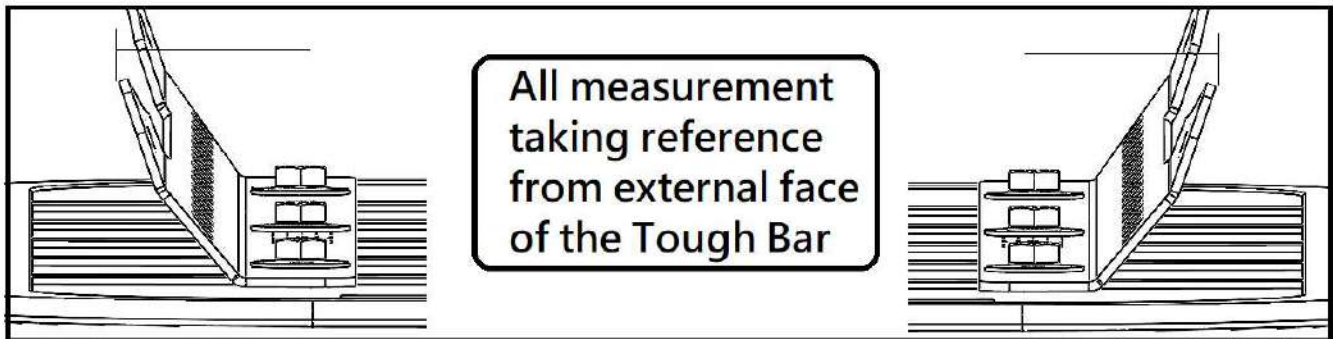 All measurement
taking reference
from external face
of the Tough Bar